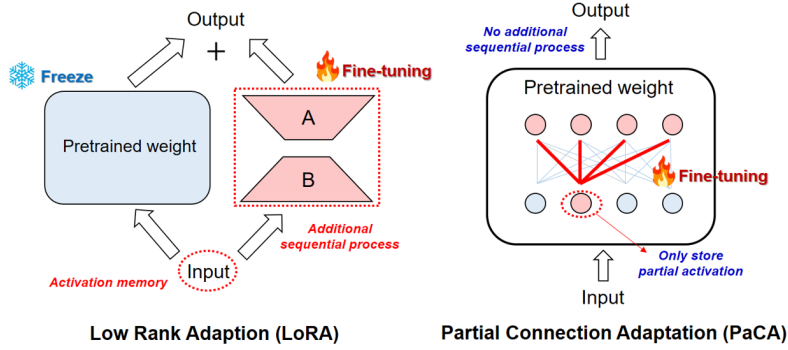 Output
+
Freeze
Fine-tuning
Pretrained weight
A
B
Additional
sequential process
Input
Activation memory
Low Rank Adaption (LoRA)
Output
No additional
sequential process
Pretrained weight
Fine-tuning
Only store
partial activation
Input
Partial Connection Adaptation (PaCA)